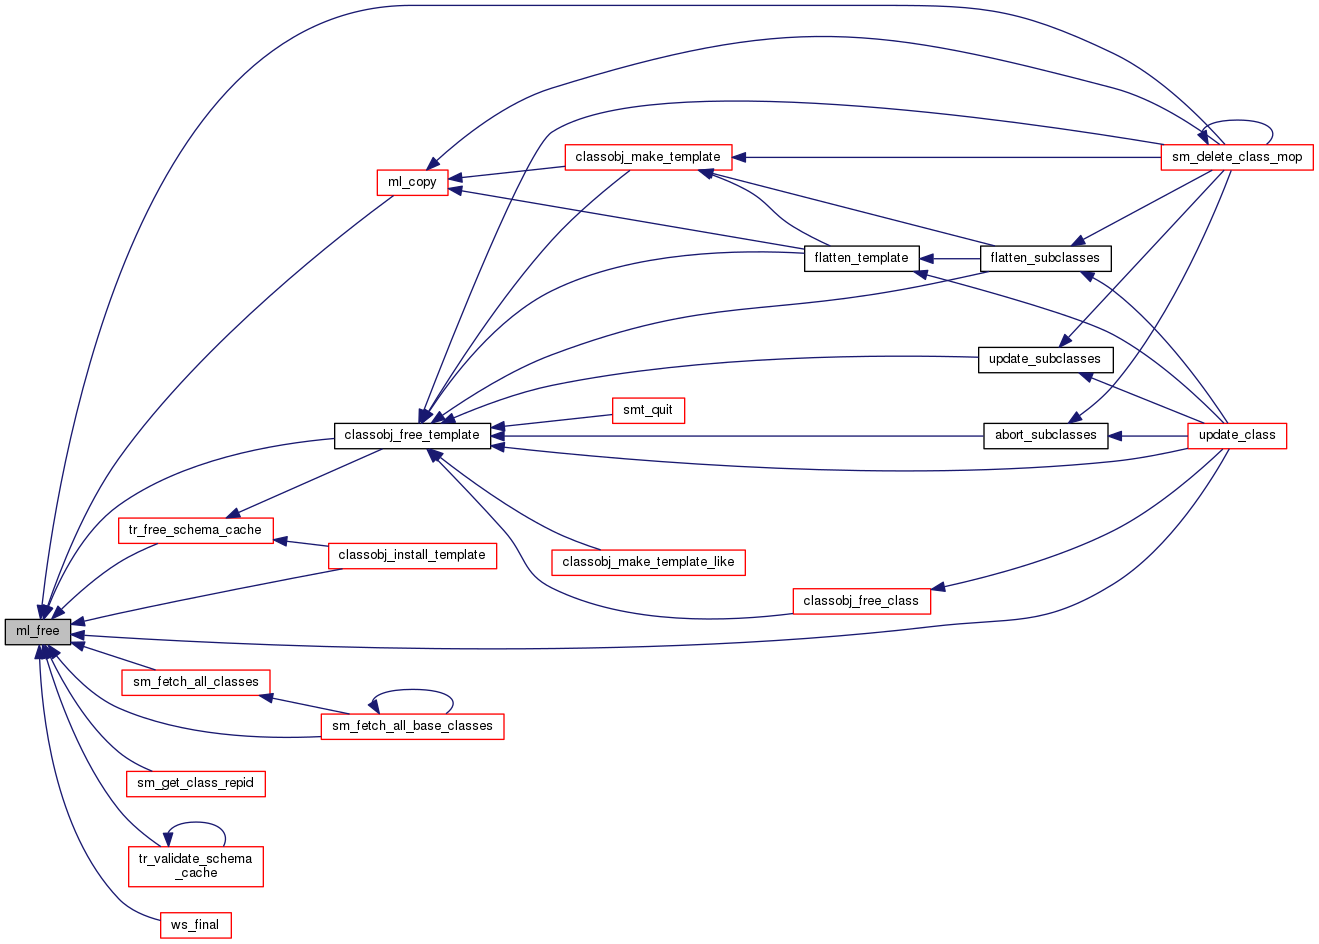 sm_delete_class_mop
classobj_make_template
ml_copy
flatten_template
flatten_subclasses
update_subclasses
smt_quit
classobj_free_template
abort_subclasses
update_class
tr_free_schema_cache
classobj_install_template
classobj_make_template_like
classobj_free_class
ml_free
sm_fetch_all_classes
sm_fetch_all_base_classes
sm_get_class_repid
tr_validate_schema
_cache
ws_final